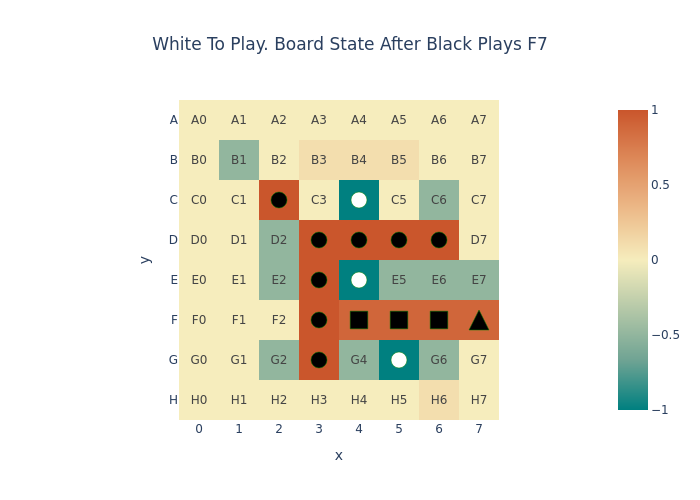 White To Play. Board State After Black Plays F7
A A0 A1 A2 A3 A4 A5 A6 A7
B B0 B1 B2 B3 B4 B5 B6 B7
C C0 C1 C3 C5 C6 C7
D D0 D1 D2 D7
E E0 E1 E2 E5 E6 E7
F F0 F1 F2
G G0 G1 G2 G4 G6 G7
H H0 H1 H2 H3 H4 H5 H6 H7
0 1 2 3 4 5 6 7
x
y
1
0.5
0
−0.5
−1